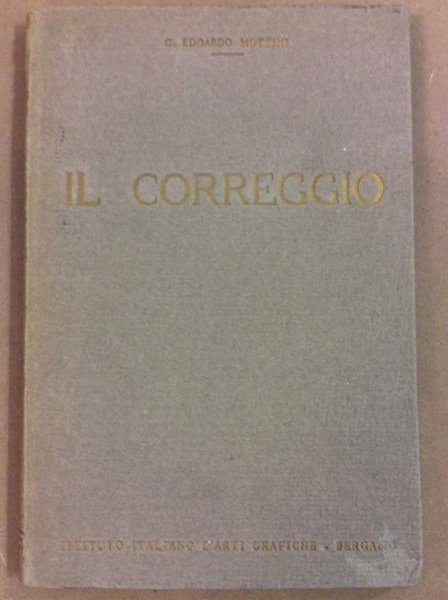 G. EDOARDO MOTTINI
IL CORREGGIO
ISTITUTO ITALIANO D'ARTI GRAFICHE - BERGAMO